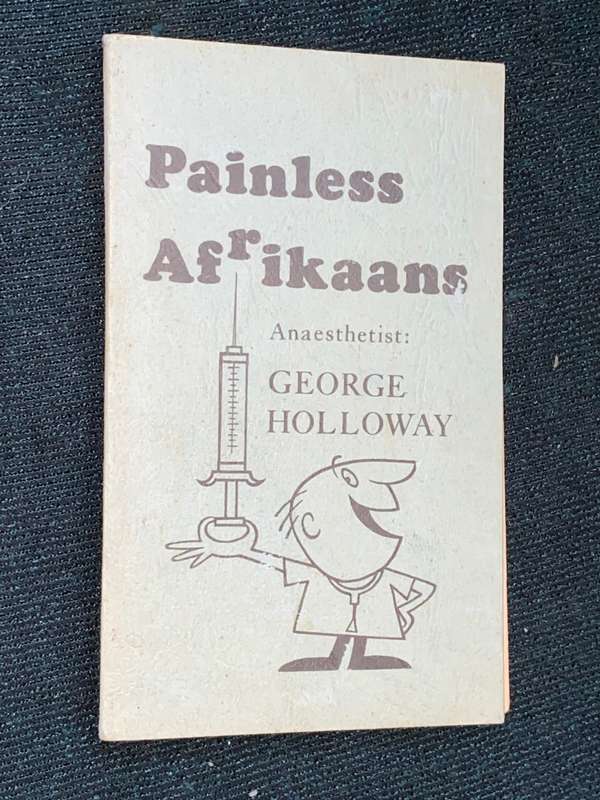 Painless
Afrikaans
Anaesthetist:
GEORGE
HOLLOWAY